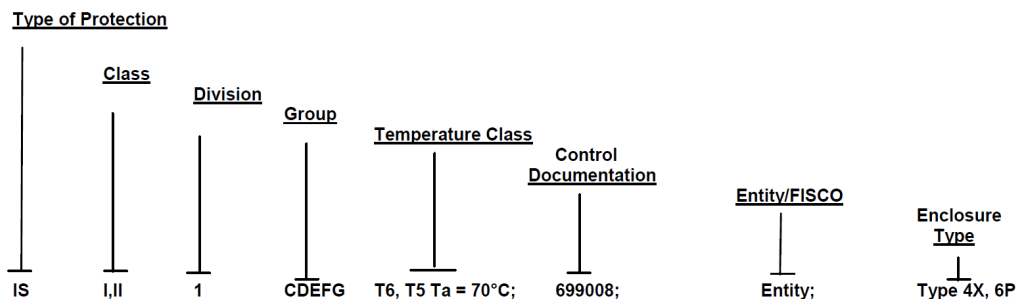 Type of Protection
Class
Division
Group
Temperature Class
Control
Documentation
Entity/FISCO
Enclosure
Type
IS I,II 1 CDEFG T6, T5 Ta = 70°C; 699008; Entity; Type 4X, 6P